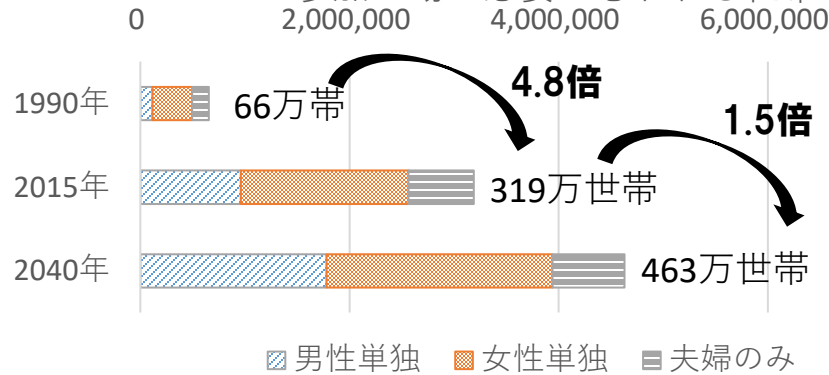 0 2,000,000 4,000,000 6,000,000
4.8倍
1.5倍
1990年 66万帯
2015年 319万世帯
2040年 463万世帯
男性単独 女性単独 夫婦のみ